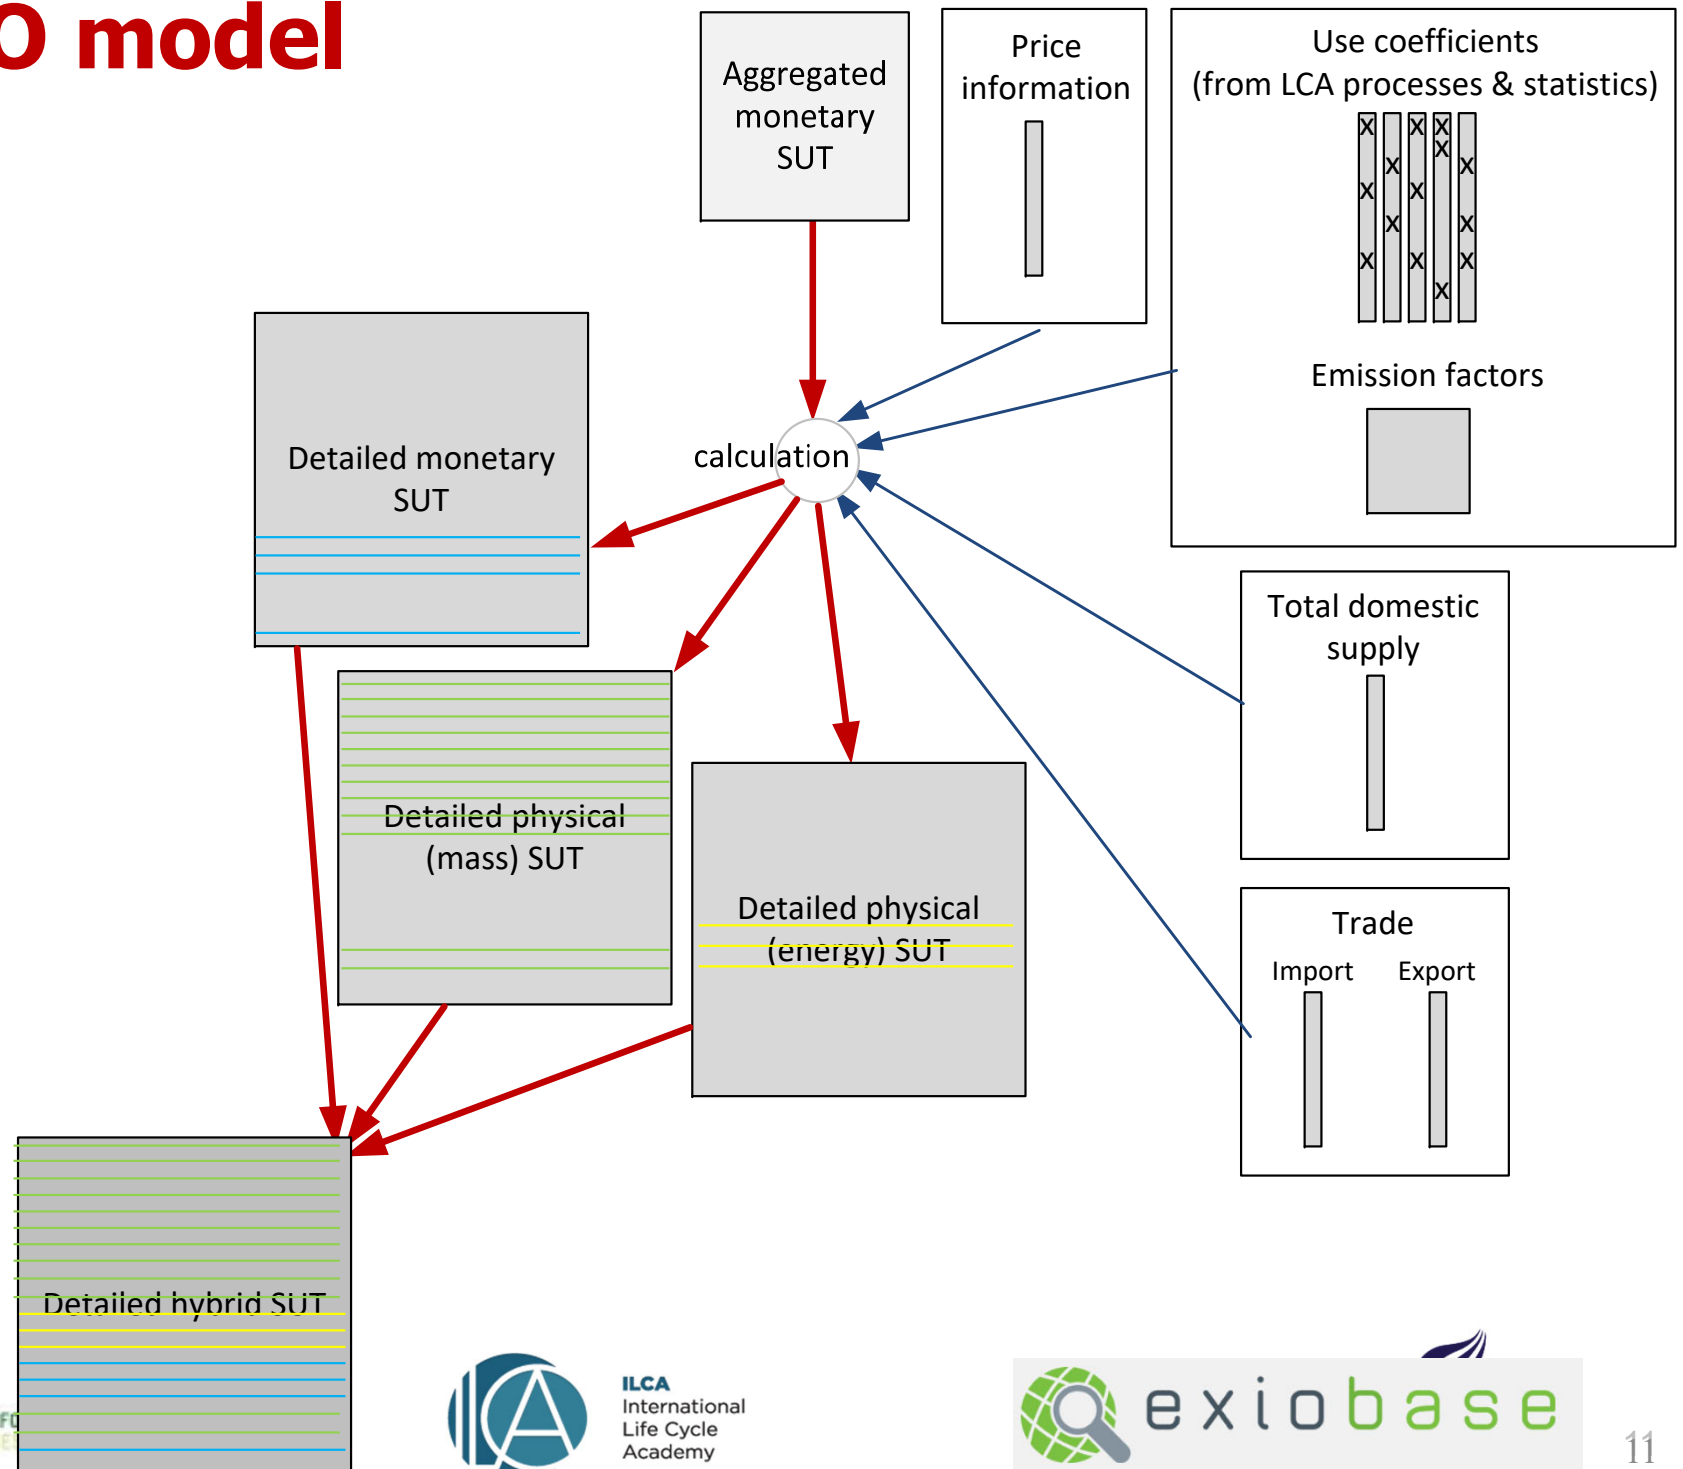 O model
Aggregated
monetary
SUT
Price
information
Use coefficients
(from LCA processes & statistics)
x x x x
x x x
x x
x x x
x x x
x
Emission factors
calculation
Detailed monetary
SUT
Total domestic
supply
Detailed physical
(mass) SUT
Detailed physical
(energy) SUT
Trade
Import Export
Detailed hybrid SUT
ILCA
International
Life Cycle
Academy
exiobase
11